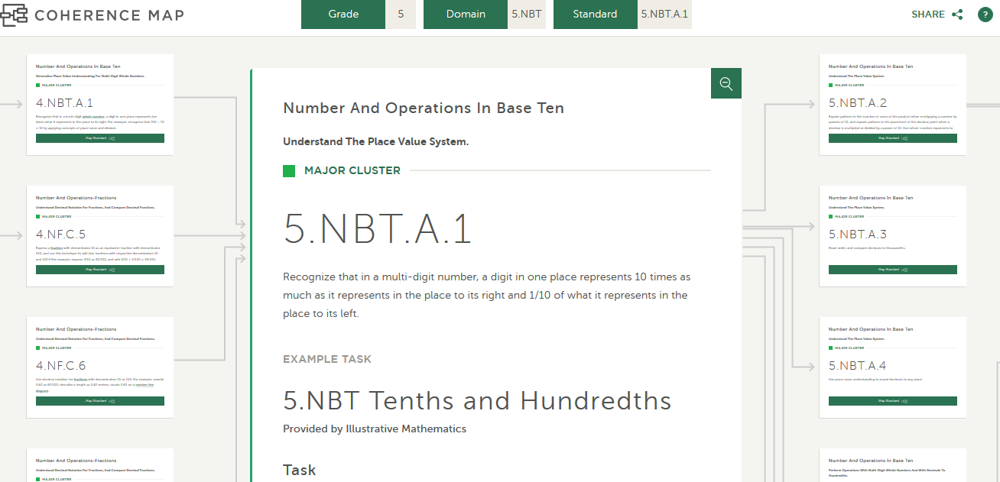 COHERENCE MAP
Grade 5 Domain 5.NBT Standard 5.NBT.A.1
SHARE ?
Number And Operations In Base Ten
Generalize Place Value Understanding For Multi-Digit Whole Numbers.
MAJOR CLUSTER
4.NBT.A.1
Recognize that in a multi-digit whole number, a digit in one place represents ten
times what it represents in the place to its right. For example, recognize that 700 ÷ 70
= 10 by applying concepts of place value and division.
Map Standard
Number And Operations-Fractions
Understand Decimal Notation For Fractions, And Compare Decimal Fractions.
MAJOR CLUSTER
4.NF.C.5
Express a fraction with denominator 10 as an equivalent fraction with denominator
100, and use this technique to add two fractions with respective denominators 10
and 100.4 For example, express 3/10 as 30/100, and add 3/10 + 4/100 = 34/100.
Map Standard
Number And Operations-Fractions
Understand Decimal Notation For Fractions, And Compare Decimal Fractions.
MAJOR CLUSTER
4.NF.C.6
Use decimal notation for fractions with denominators 10 or 100. For example, rewrite
0.62 as 62/100; describe a length as 0.62 meters; locate 0.62 on a number line
diagram.
Map Standard
Number And Operations-Fractions
Understand Decimal Notation For Fractions, And Compare Decimal Fractions.
MAJOR CLUSTER
Number And Operations In Base Ten
Understand The Place Value System.
MAJOR CLUSTER
5.NBT.A.1
Recognize that in a multi-digit number, a digit in one place represents 10 times as
much as it represents in the place to its right and 1/10 of what it represents in the
place to its left.
EXAMPLE TASK
5.NBT Tenths and Hundredths
Provided by Illustrative Mathematics
Task
Number And Operations In Base Ten
Understand The Place Value System.
MAJOR CLUSTER
5.NBT.A.2
Explain patterns in the number of zeros of the product when multiplying a number by
powers of 10, and explain patterns in the placement of the decimal point when a
decimal is multiplied or divided by a power of 10. Use whole-number exponents to
Map Standard
Number And Operations In Base Ten
Understand The Place Value System.
MAJOR CLUSTER
5.NBT.A.3
Read, write, and compare decimals to thousandths.
Map Standard
Number And Operations In Base Ten
Understand The Place Value System.
MAJOR CLUSTER
5.NBT.A.4
Use place value understanding to round decimals to any place.
Map Standard
Number And Operations In Base Ten
Perform Operations With Multi-Digit Whole Numbers And With Decimals To
Hundredths.